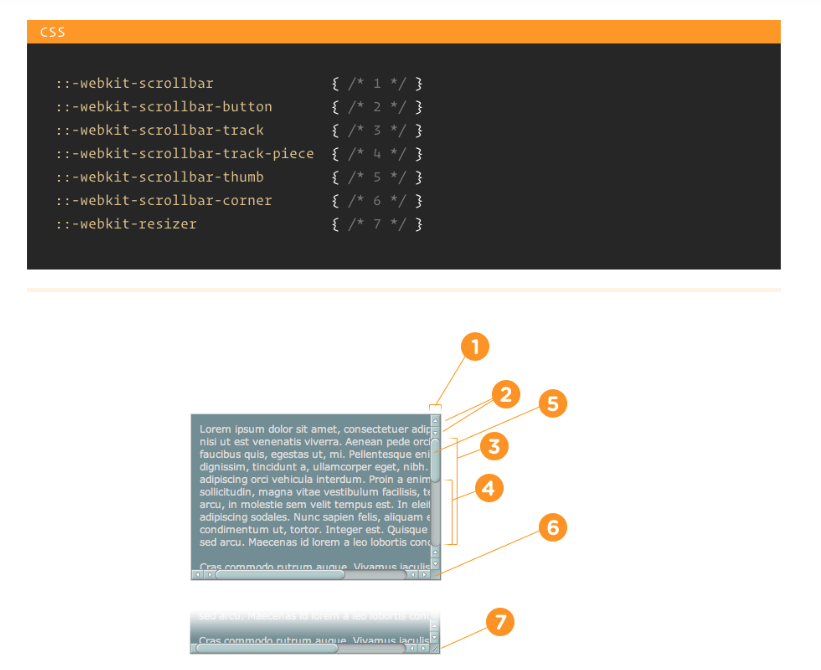 CSS
::-webkit-scrollbar { /* 1 */ }
::-webkit-scrollbar-button { /* 2 */ }
::-webkit-scrollbar-track { /* 3 */ }
::-webkit-scrollbar-track-piece { /* 4 */ }
::-webkit-scrollbar-thumb { /* 5 */ }
::-webkit-scrollbar-corner { /* 6 */ }
::-webkit-resizer { /* 7 */ }
1
2
5
3
4
6
7
Lorem ipsum dolor sit amet, consectetuer adip
nisi ut est venenatis viverra. Aenean pede orci
faucibus quis, egestas ut, mi. Pellentesque eni
dignissim, tincidunt a, ullamcorper eget, nibh.
adipiscing orci vehicula interdum. Proin a enim
sollicitudin, magna vitae vestibulum facilisis, te
arcu, in molestie sem velit tempus est. In eleif
adipiscing sodales. Nunc sapien felis, aliquam e
condimentum ut, tortor. Integer est. Quisque
sed arcu. Maecenas id lorem a leo lobortis cond
Cras commodo rutrum augue. Vivamus iaculis
sed arcu. Maecenas id lorem a leo lobortis
Cras commodo rutrum augue. Vivamus iaculis